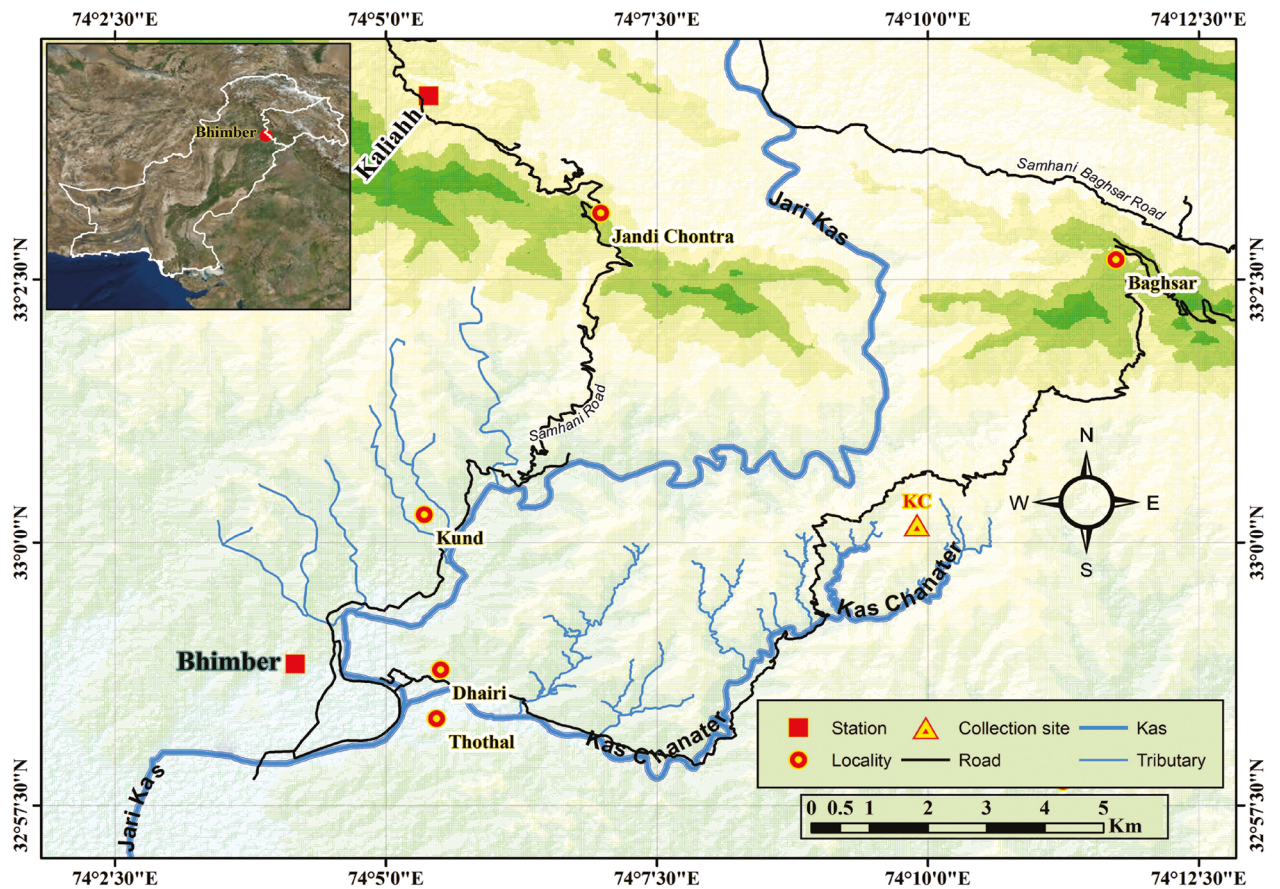 74°2'30"E 74°5'0"E 74°7'30"E 74°10'0"E 74°12'30"E
Bhimber
Kaliahh
Samhani Baghsar Road
Jari Kas
Jandi Chontra
33°2'30"N
33°2'30"N
Baghsar
Samhani Road
N
KC
W E
S
Kund
33°0'0"N
33°0'0"N
Kas Chanater
Bhimber
Dhairi
Thothal
Kas Chanater
Station Collection site Kas
Locality Road Tributary
Jari Kas
32°57'30"N
32°57'30"N
0 0.5 1 2 3 4 5
Km
74°2'30"E 74°5'0"E 74°7'30"E 74°10'0"E 74°12'30"E